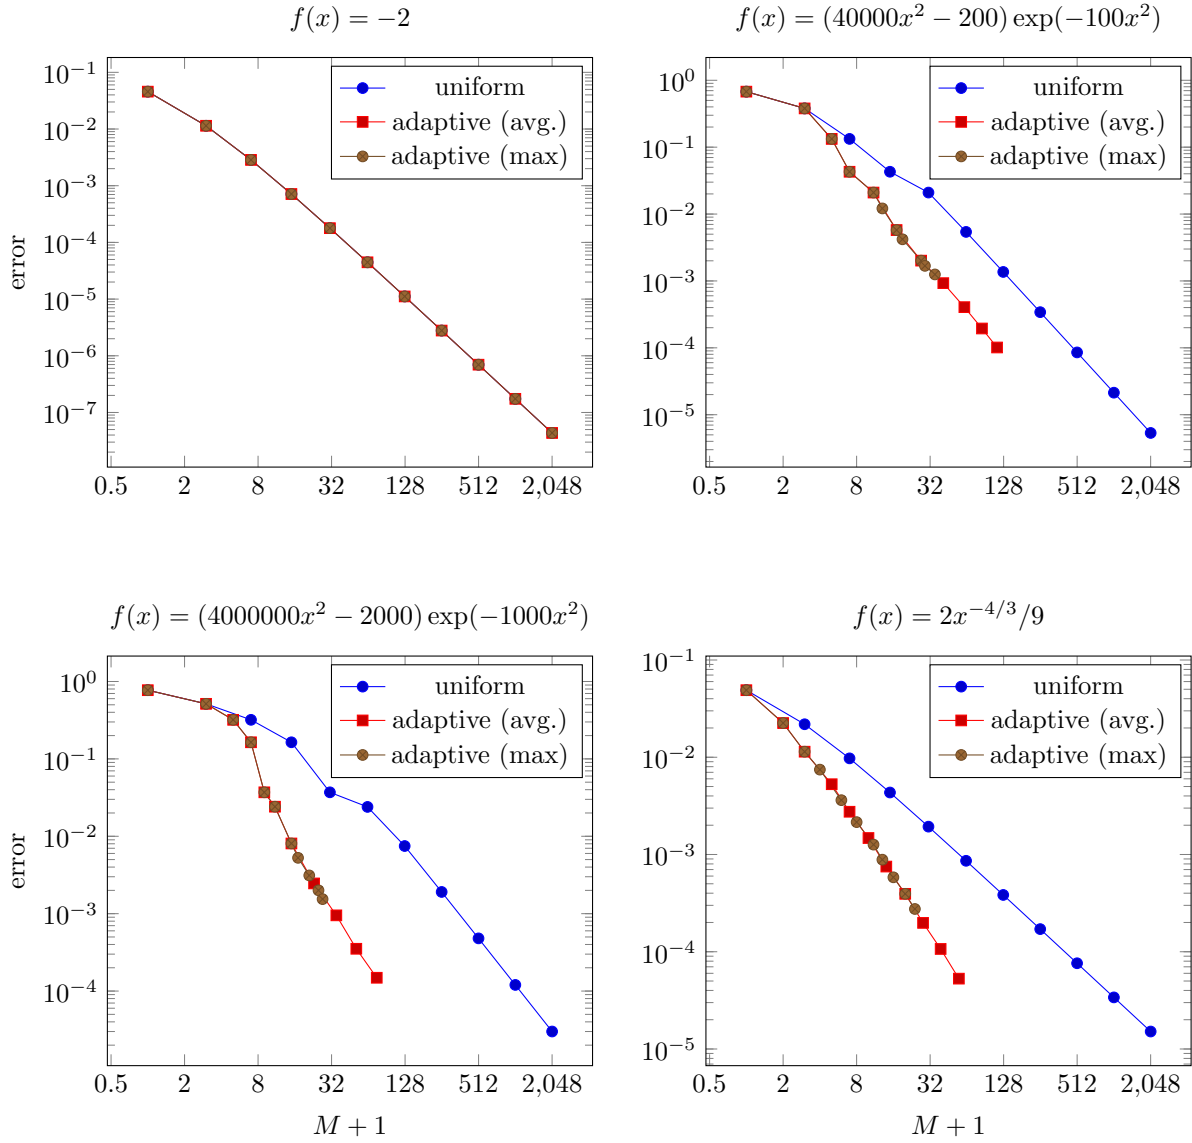 f(x) = −2
10⁻¹
10⁻²
10⁻³
10⁻⁴
10⁻⁵
10⁻⁶
10⁻⁷
error
uniform
adaptive (avg.)
adaptive (max)
0.5 2 8 32 128 512 2,048
f(x) = (40000x² − 200) exp(−100x²)
10⁰
10⁻¹
10⁻²
10⁻³
10⁻⁴
10⁻⁵
uniform
adaptive (avg.)
adaptive (max)
0.5 2 8 32 128 512 2,048
f(x) = (4000000x² − 2000) exp(−1000x²)
10⁰
10⁻¹
10⁻²
10⁻³
10⁻⁴
error
uniform
adaptive (avg.)
adaptive (max)
0.5 2 8 32 128 512 2,048
M + 1
f(x) = 2x⁻⁴ᐟ³/9
10⁻¹
10⁻²
10⁻³
10⁻⁴
10⁻⁵
uniform
adaptive (avg.)
adaptive (max)
0.5 2 8 32 128 512 2,048
M + 1